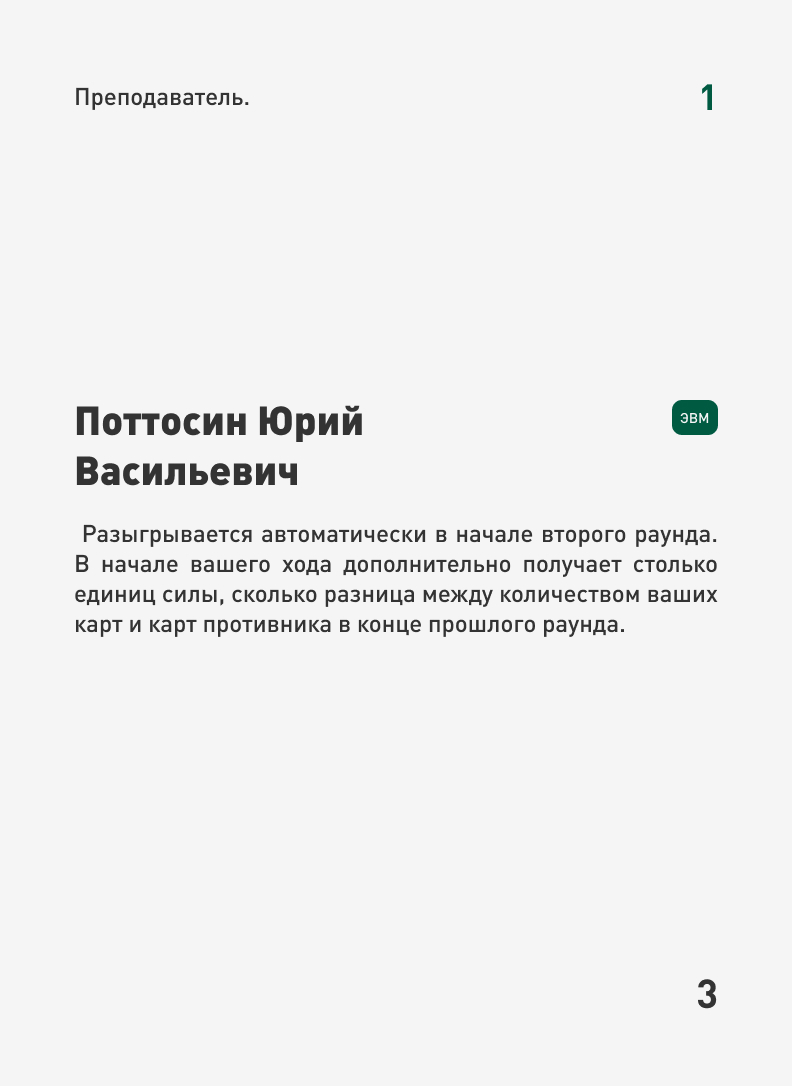 Преподаватель. 1
Поттосин Юрий
эвм
Васильевич
Разыгрывается автоматически в начале второго раунда.
В начале вашего хода дополнительно получает столько
единиц силы, сколько разница между количеством ваших
карт и карт противника в конце прошлого раунда.
3